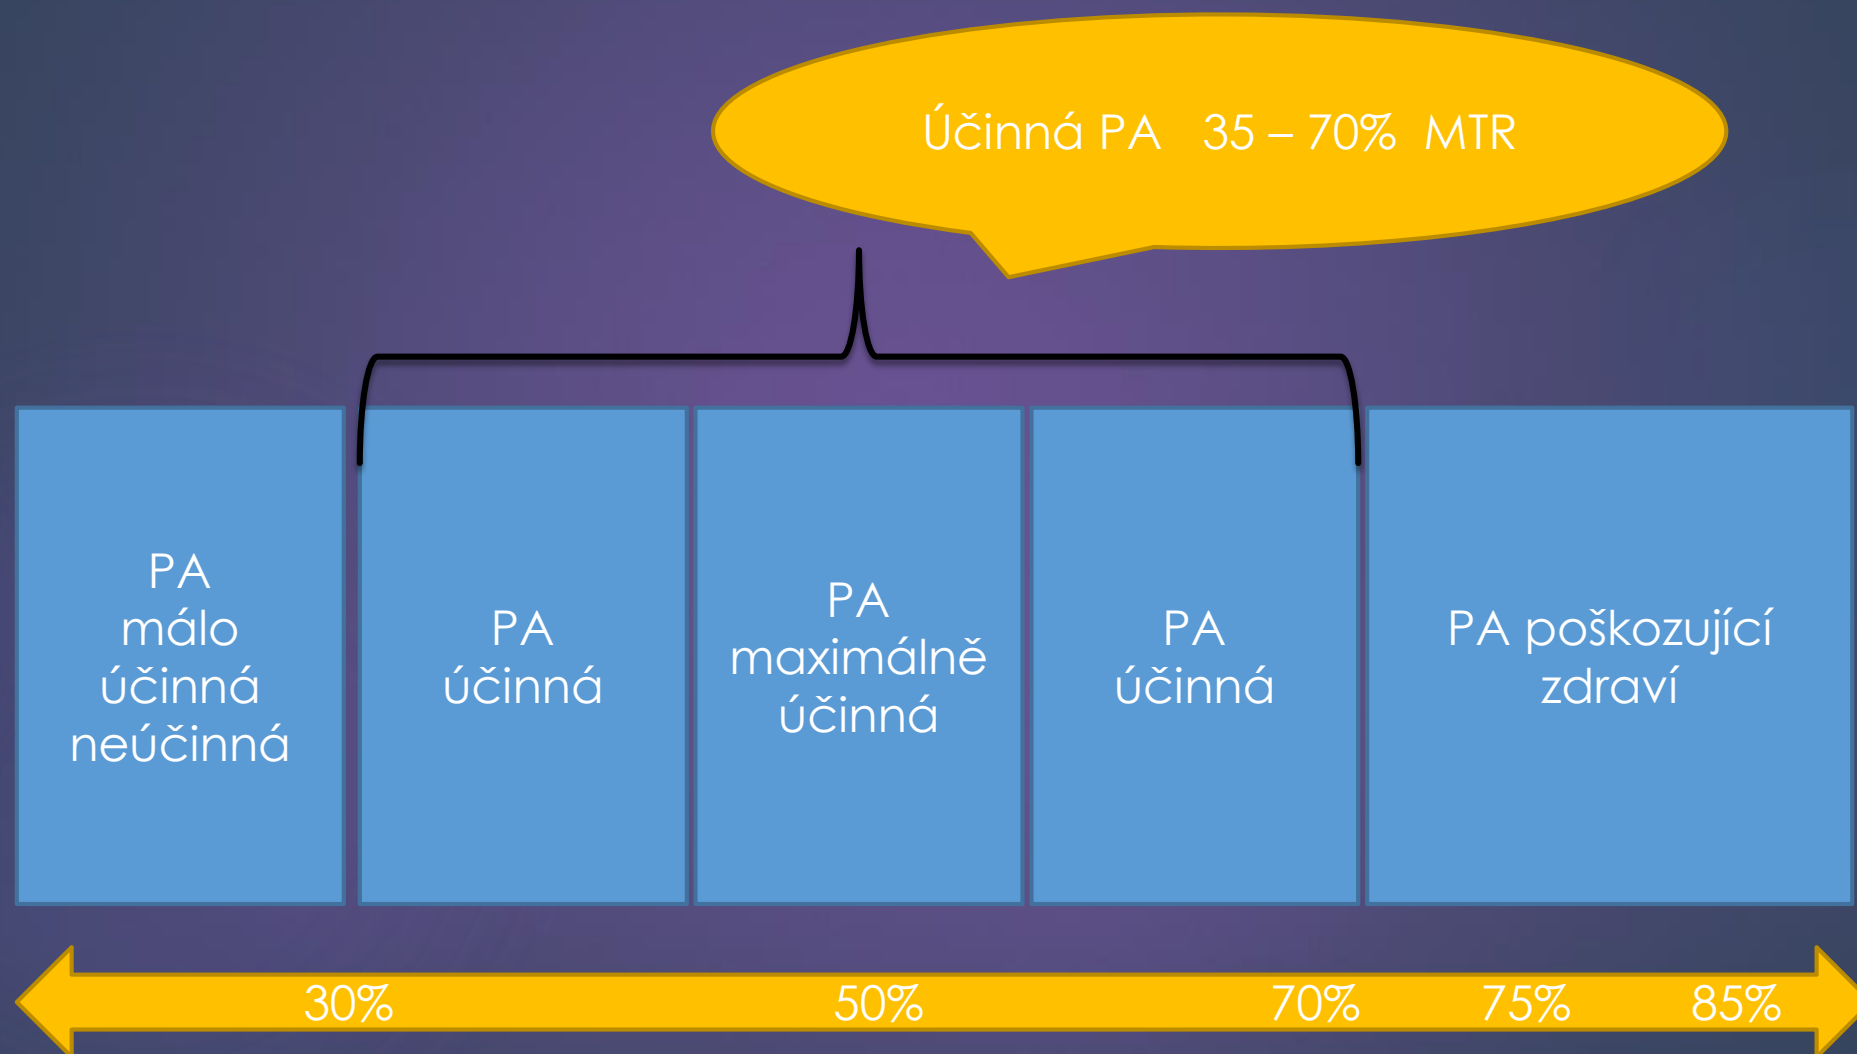 Účinná PA 35 – 70% MTR
PA
málo
účinná
neúčinná
PA
účinná
PA
maximálně
účinná
PA
účinná
PA poškozující
zdraví
30% 50% 70% 75% 85%